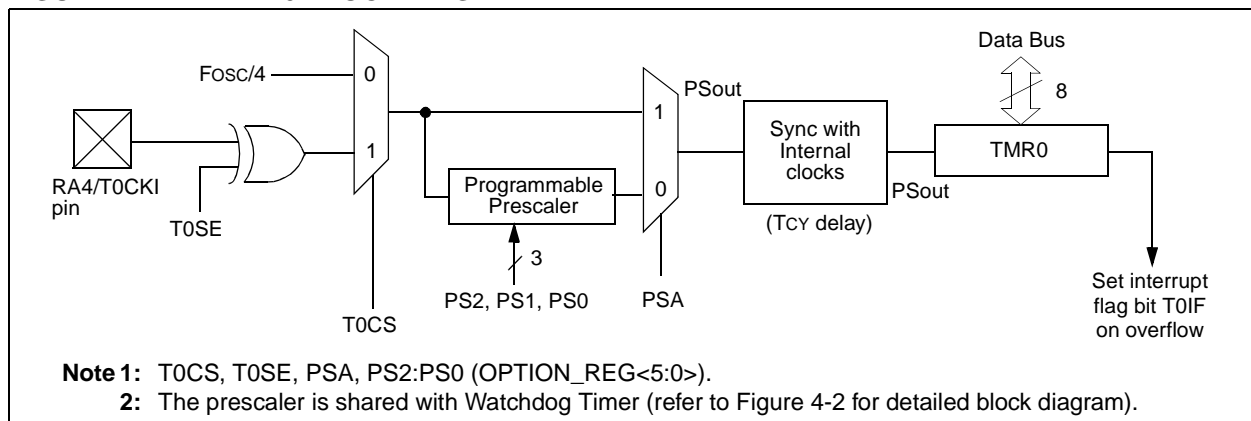 Data Bus
FOSC/4
0
PSout
8
1
1
Sync with
Internal
clocks
TMR0
RA4/T0CKI
pin
Programmable
Prescaler
0
PSout
T0SE
(TCY delay)
3
PS2, PS1, PS0
PSA
Set interrupt
flag bit T0IF
on overflow
T0CS
Note 1: T0CS, T0SE, PSA, PS2:PS0 (OPTION_REG<5:0>).
2: The prescaler is shared with Watchdog Timer (refer to Figure 4-2 for detailed block diagram).